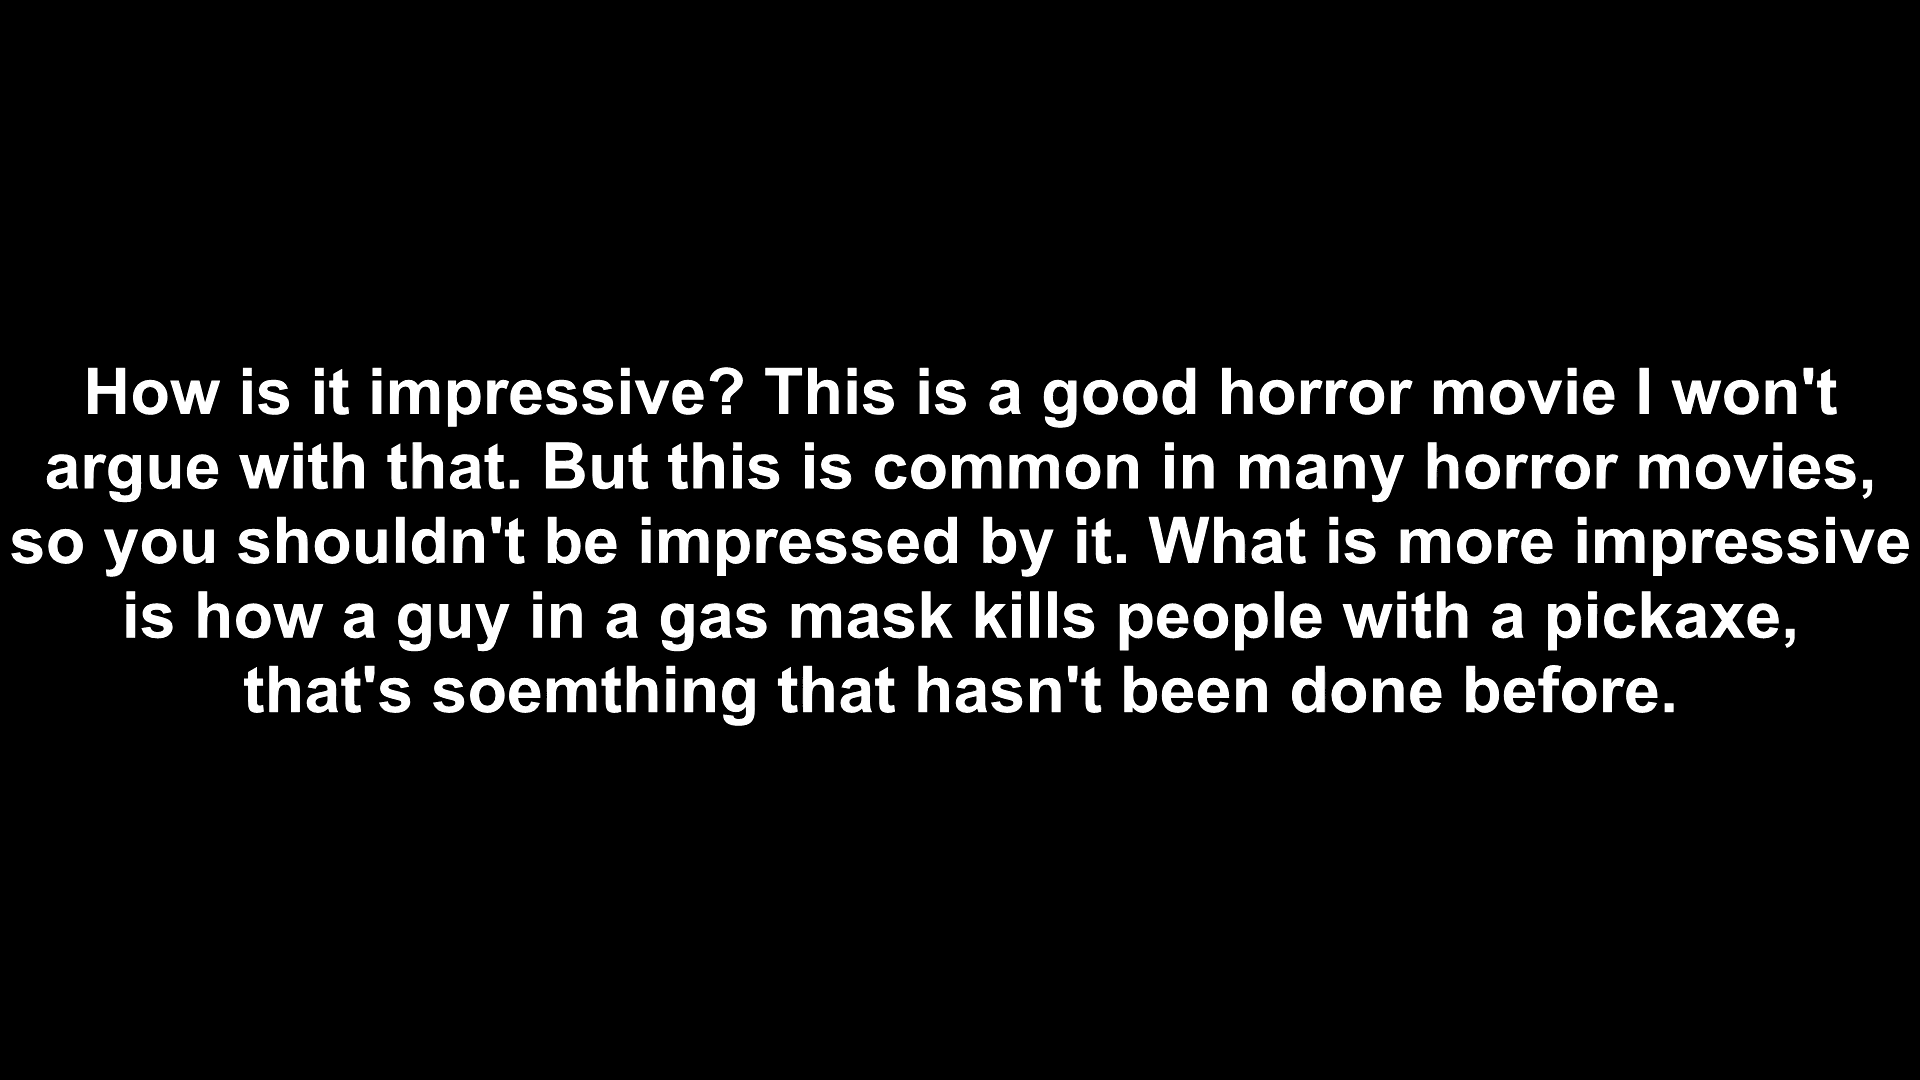 How is it impressive? This is a good horror movie I won't
argue with that. But this is common in many horror movies,
so you shouldn't be impressed by it. What is more impressive
is how a guy in a gas mask kills people with a pickaxe,
that's soemthing that hasn't been done before.